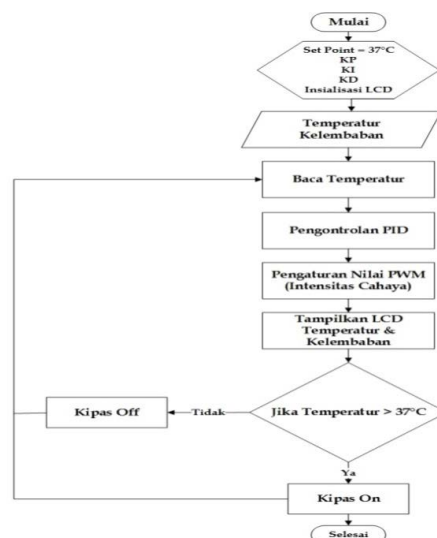 Mulai
Set Point = 37°C
KP
KI
KD
Insialisasi LCD
Temperatur
Kelembaban
Baca Temperatur
Pengontrolan PID
Pengaturan Nilai PWM
(Intensitas Cahaya)
Tampilkan LCD
Temperatur &
Kelembaban
Jika Temperatur > 37°C
Tidak
Kipas Off
Ya
Kipas On
Selesai